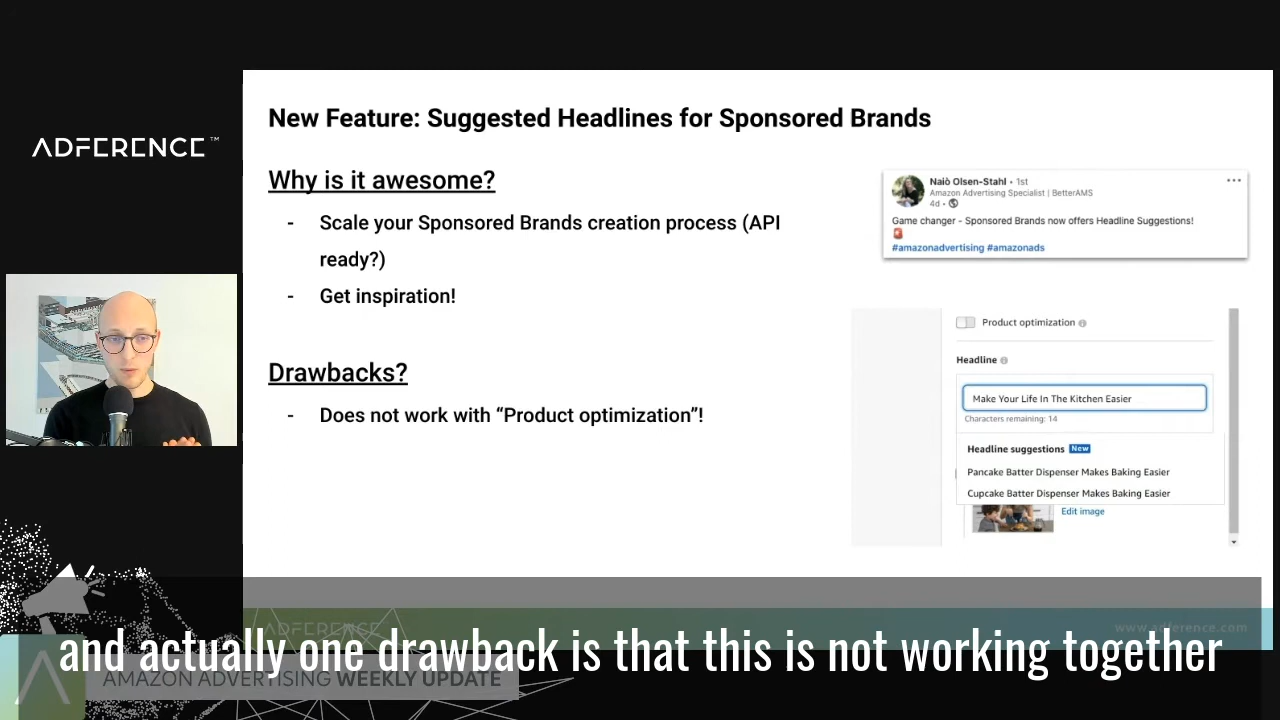 New Feature: Suggested Headlines for Sponsored Brands
ADFERENCE™
Why is it awesome?
- Scale your Sponsored Brands creation process (API
ready?)
- Get inspiration!
Drawbacks?
- Does not work with “Product optimization”!
Naiò Olsen-Stahl • 1st
Amazon Advertising Specialist | BetterAMS
4d •
Game changer - Sponsored Brands now offers Headline Suggestions!
#amazonadvertising #amazonads
Product optimization
Headline
Make Your Life In The Kitchen Easier
Characters remaining: 14
Headline suggestions New
Pancake Batter Dispenser Makes Baking Easier
Cupcake Batter Dispenser Makes Baking Easier
Edit image
ADFERENCE
www.adference.com
and actually one drawback is that this is not working together
AMAZON ADVERTISING WEEKLY UPDATE